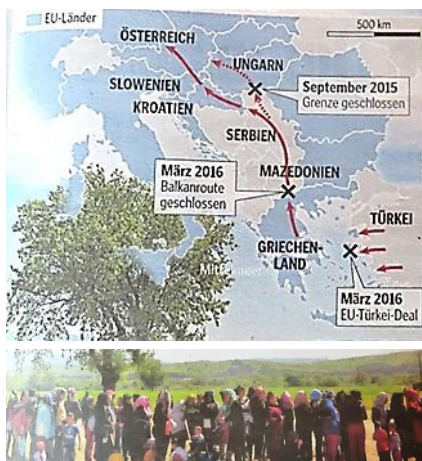 EU-Länder
500 km
ÖSTERREICH
UNGARN
SLOWENIEN
KROATIEN
September 2015
Grenze geschlossen
SERBIEN
März 2016
Balkanroute
geschlossen
MAZEDONIEN
TÜRKEI
GRIECHEN-
LAND
März 2016
EU-Türkei-Deal